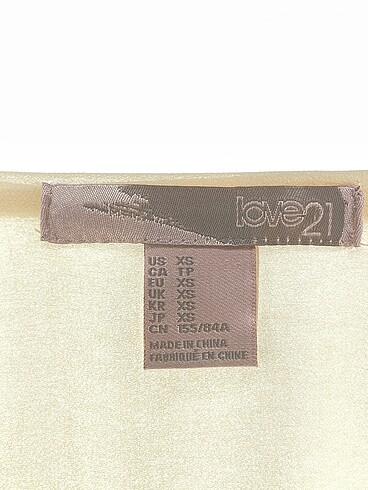 love21
US XS
CA TP
EU XS
UK XS
KR XS
JP XS
CN 155/84A
MADE IN CHINA
FABRIQUÉ EN CHINE